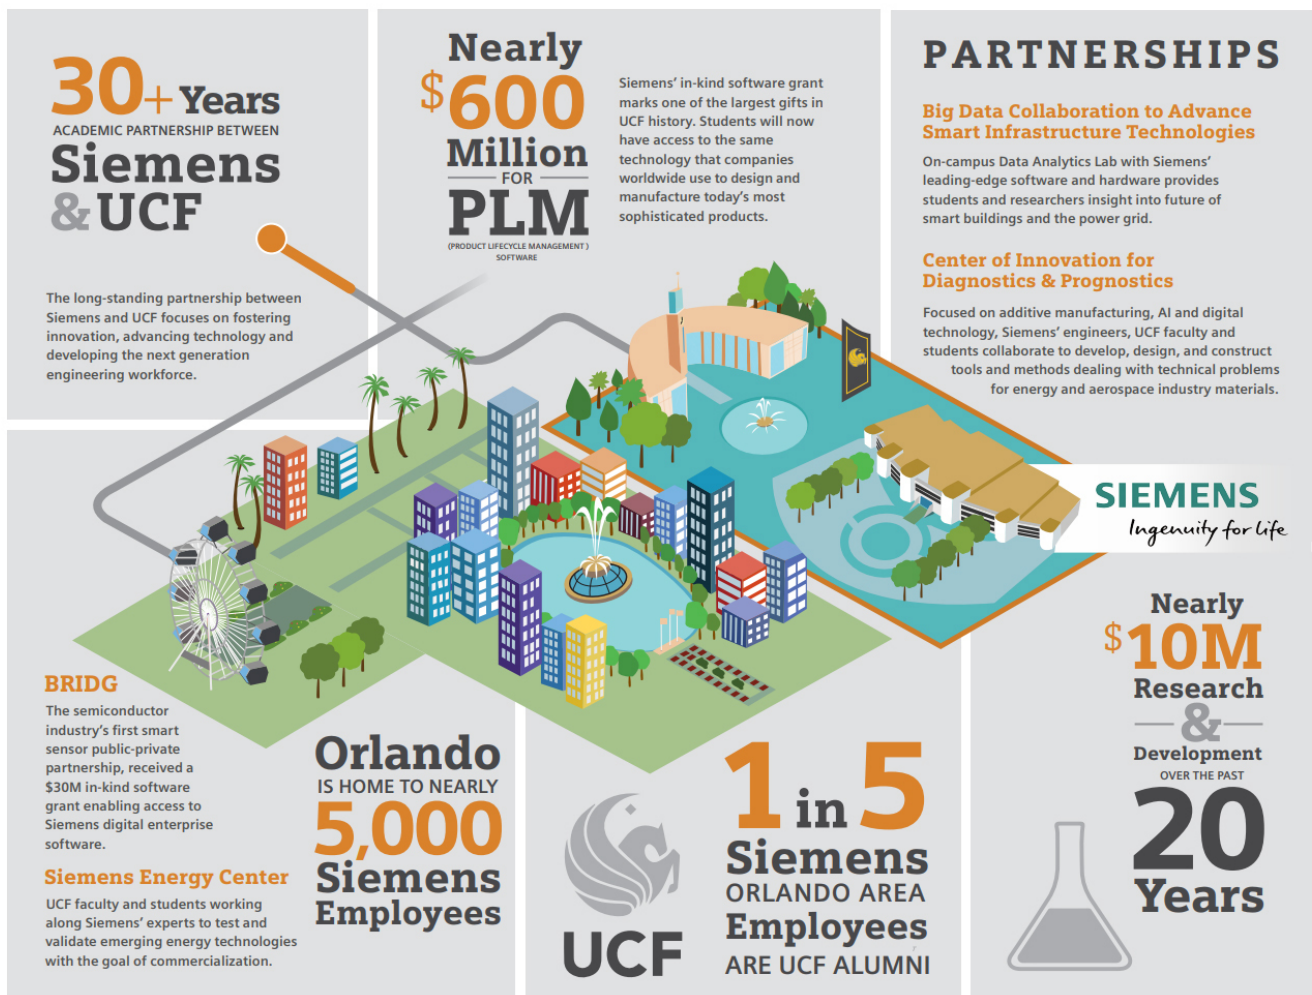 30+ Years
ACADEMIC PARTNERSHIP BETWEEN
Siemens
& UCF
The long-standing partnership between
Siemens and UCF focuses on fostering
innovation, advancing technology and
developing the next generation
engineering workforce.
Nearly
$600
Million
FOR
PLM
(PRODUCT LIFECYCLE MANAGEMENT )
SOFTWARE
Siemens' in-kind software grant
marks one of the largest gifts in
UCF history. Students will now
have access to the same
technology that companies
worldwide use to design and
manufacture today's most
sophisticated products.
PARTNERSHIPS
Big Data Collaboration to Advance
Smart Infrastructure Technologies
On-campus Data Analytics Lab with Siemens'
leading-edge software and hardware provides
students and researchers insight into future of
smart buildings and the power grid.
Center of Innovation for
Diagnostics & Prognostics
Focused on additive manufacturing, AI and digital
technology, Siemens' engineers, UCF faculty and
students collaborate to develop, design, and construct
tools and methods dealing with technical problems
for energy and aerospace industry materials.
SIEMENS
Ingenuity for life
BRIDG
The semiconductor
industry's first smart
sensor public-private
partnership, received a
$30M in-kind software
grant enabling access to
Siemens digital enterprise
software.
Siemens Energy Center
UCF faculty and students working
along Siemens' experts to test and
validate emerging energy technologies
with the goal of commercialization.
Orlando
IS HOME TO NEARLY
5,000
Siemens
Employees
UCF
1 in 5
Siemens
ORLANDO AREA
Employees
ARE UCF ALUMNI
Nearly
$10M
Research
&
Development
OVER THE PAST
20
Years